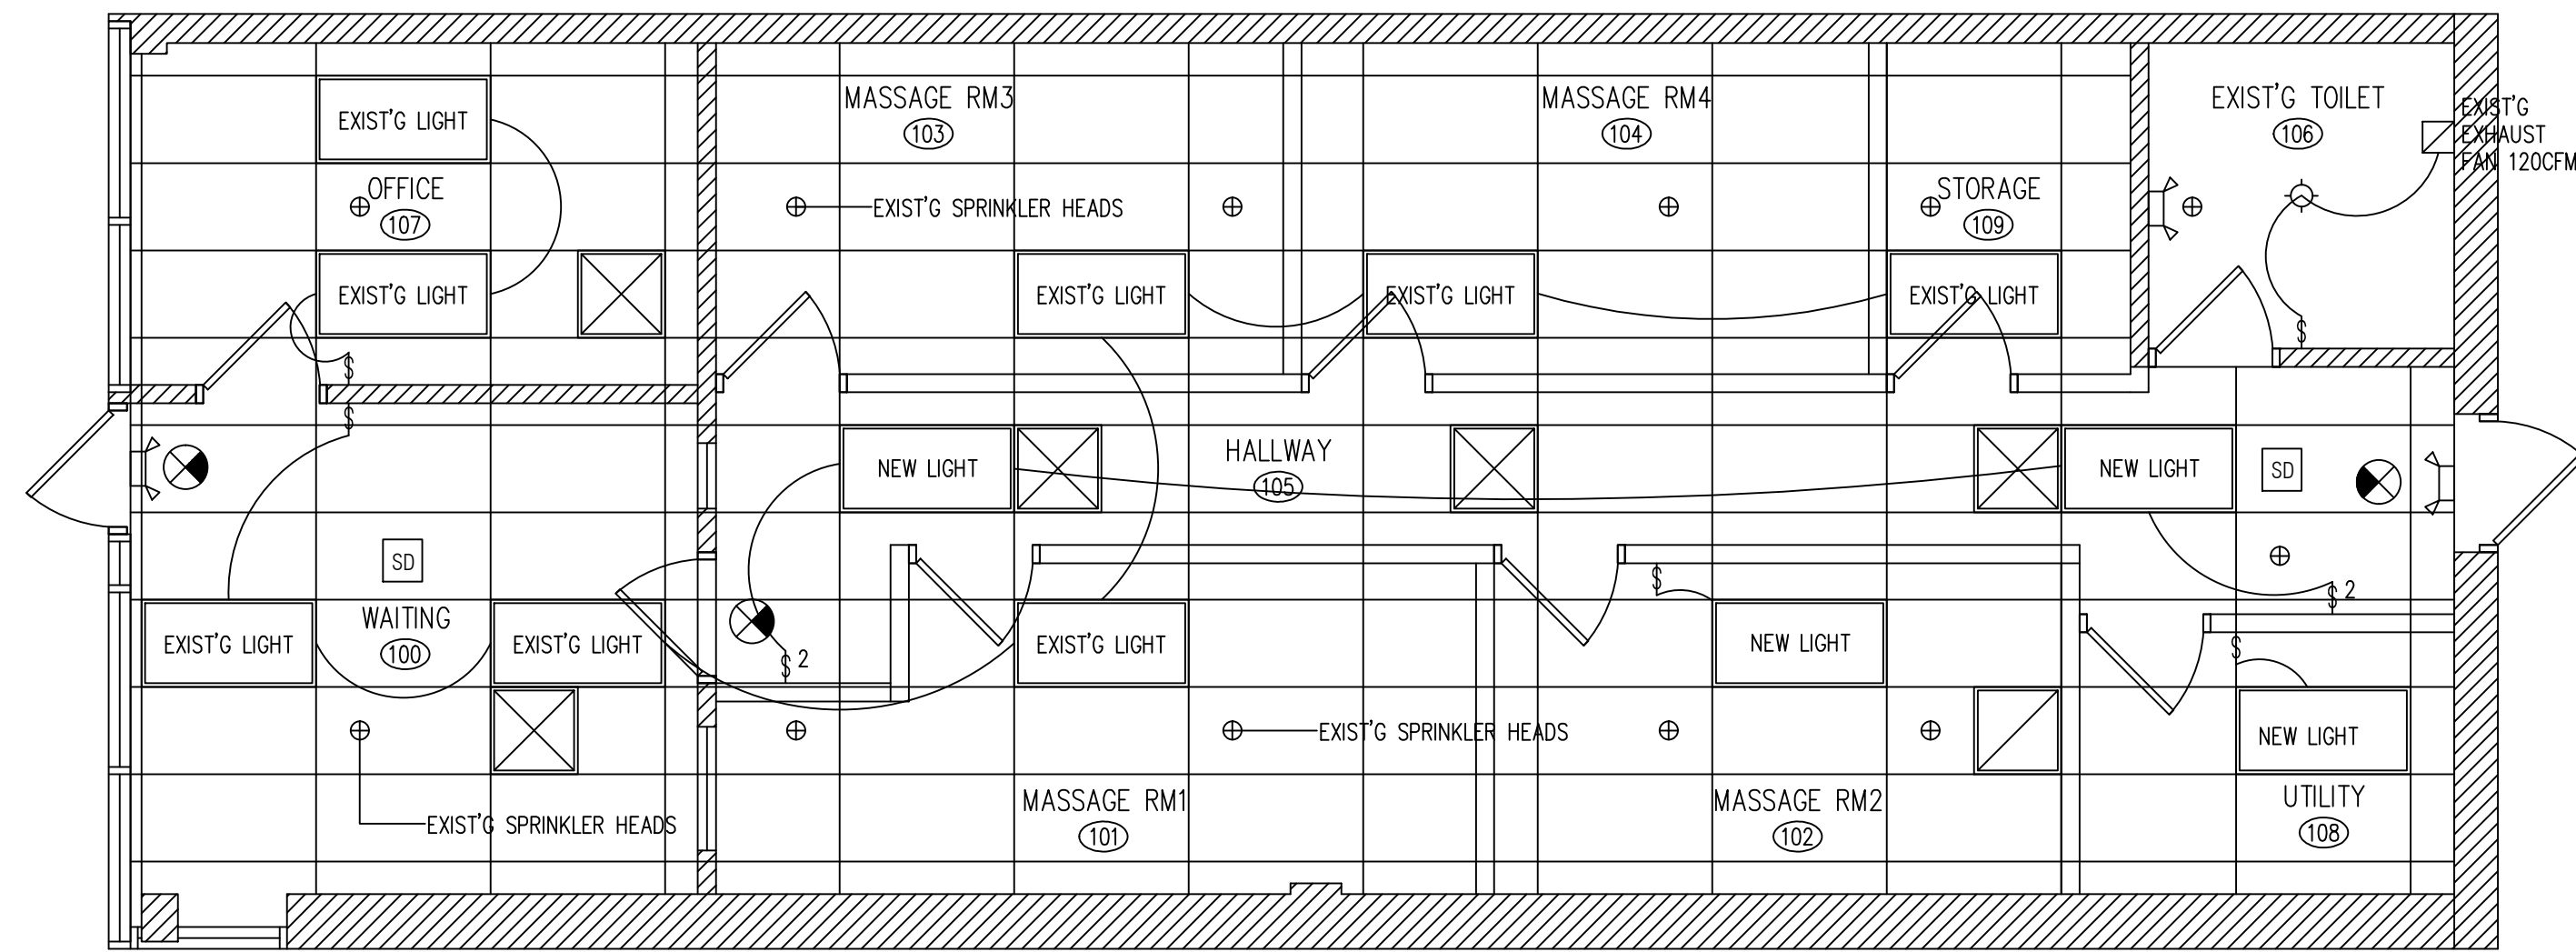 MASSAGE RM3
103
MASSAGE RM4
104
EXIST'G TOILET
106
EXIST'G
EXHAUST
FAN 120CFM
EXIST'G LIGHT
OFFICE
107
EXIST'G SPRINKLER HEADS
STORAGE
109
EXIST'G LIGHT
EXIST'G LIGHT
EXIST'G LIGHT
EXIST'G LIGHT
$
$
$
NEW LIGHT
HALLWAY
105
NEW LIGHT
SD
SD
$
$ 2
WAITING
100
EXIST'G LIGHT
EXIST'G LIGHT
$ 2
EXIST'G LIGHT
NEW LIGHT
$
EXIST'G SPRINKLER HEADS
NEW LIGHT
EXIST'G SPRINKLER HEADS
MASSAGE RM1
101
MASSAGE RM2
102
UTILITY
108